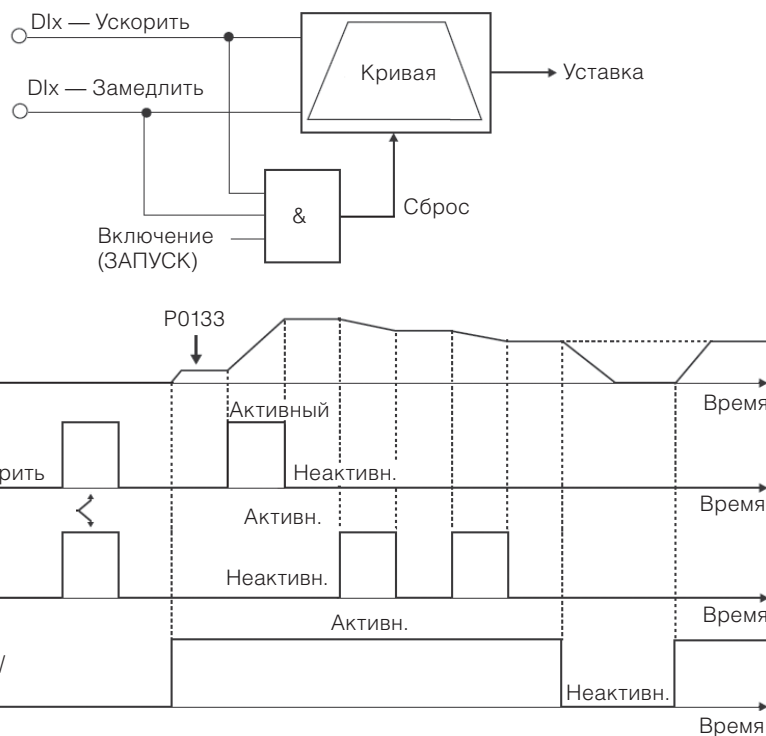 DIx — Ускорить
Кривая
Уставка
DIx — Замедлить
&
Сброс
Включение
(ЗАПУСК)
P0133
Время
Активный
рить
Неактивн.
Время
Активн.
Неактивн.
Время
Активн.
/
Неактивн.
Время